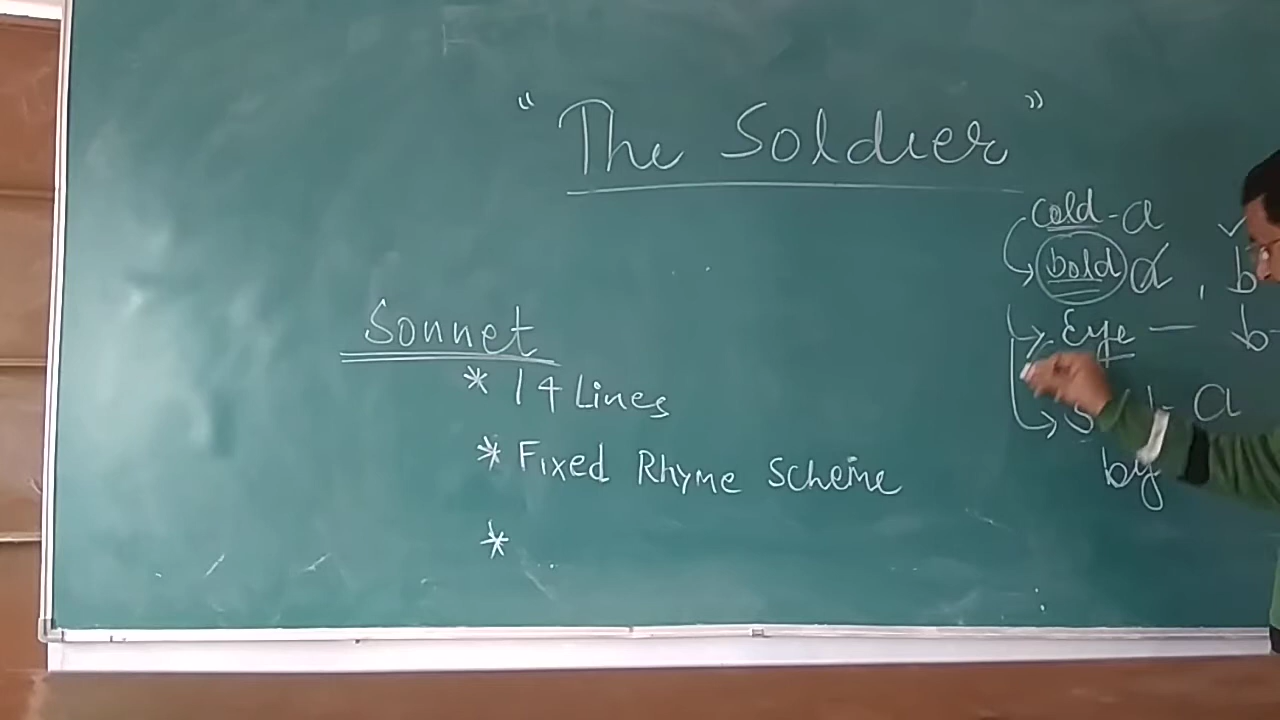 "The Soldier"
cold - a
bold a, b
Eye — b
a
by
Sonnet
* 14 Lines
* Fixed Rhyme Scheme
*